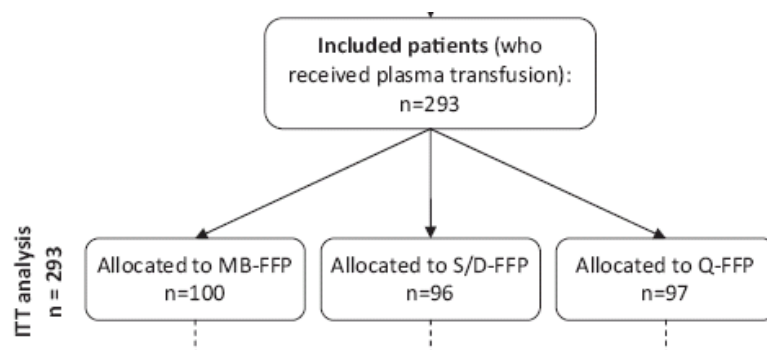 Included patients (who
received plasma transfusion):
n=293
ITT analysis
n = 293
Allocated to MB-FFP
n=100
Allocated to S/D-FFP
n=96
Allocated to Q-FFP
n=97